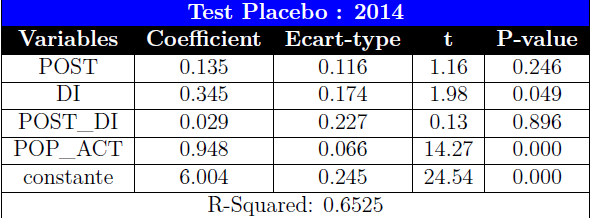 Test Placebo : 2014
Variables Coefficient Ecart-type t P-value
POST 0.135 0.116 1.16 0.246
DI 0.345 0.174 1.98 0.049
POST_DI 0.029 0.227 0.13 0.896
POP_ACT 0.948 0.066 14.27 0.000
constante 6.004 0.245 24.54 0.000
R-Squared: 0.6525